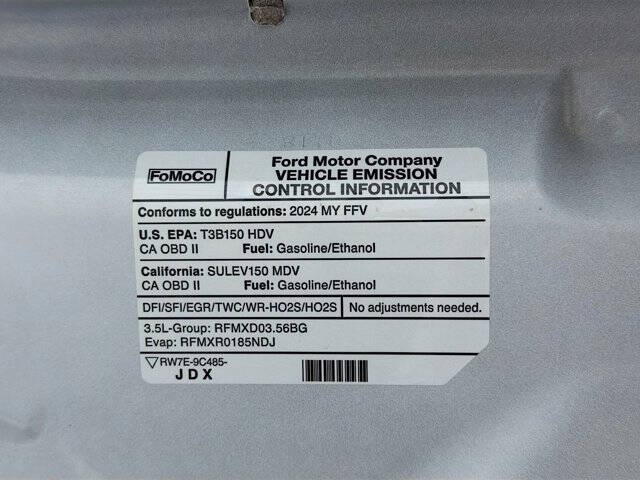 FoMoCo
Ford Motor Company
VEHICLE EMISSION
CONTROL INFORMATION
Conforms to regulations: 2024 MY FFV
U.S. EPA: T3B150 HDV
CA OBD II Fuel: Gasoline/Ethanol
California: SULEV150 MDV
CA OBD II Fuel: Gasoline/Ethanol
DFI/SFI/EGR/TWC/WR-HO2S/HO2S No adjustments needed.
3.5L-Group: RFMXD03.56BG
Evap: RFMXR0185NDJ
RW7E-9C485-
JDX